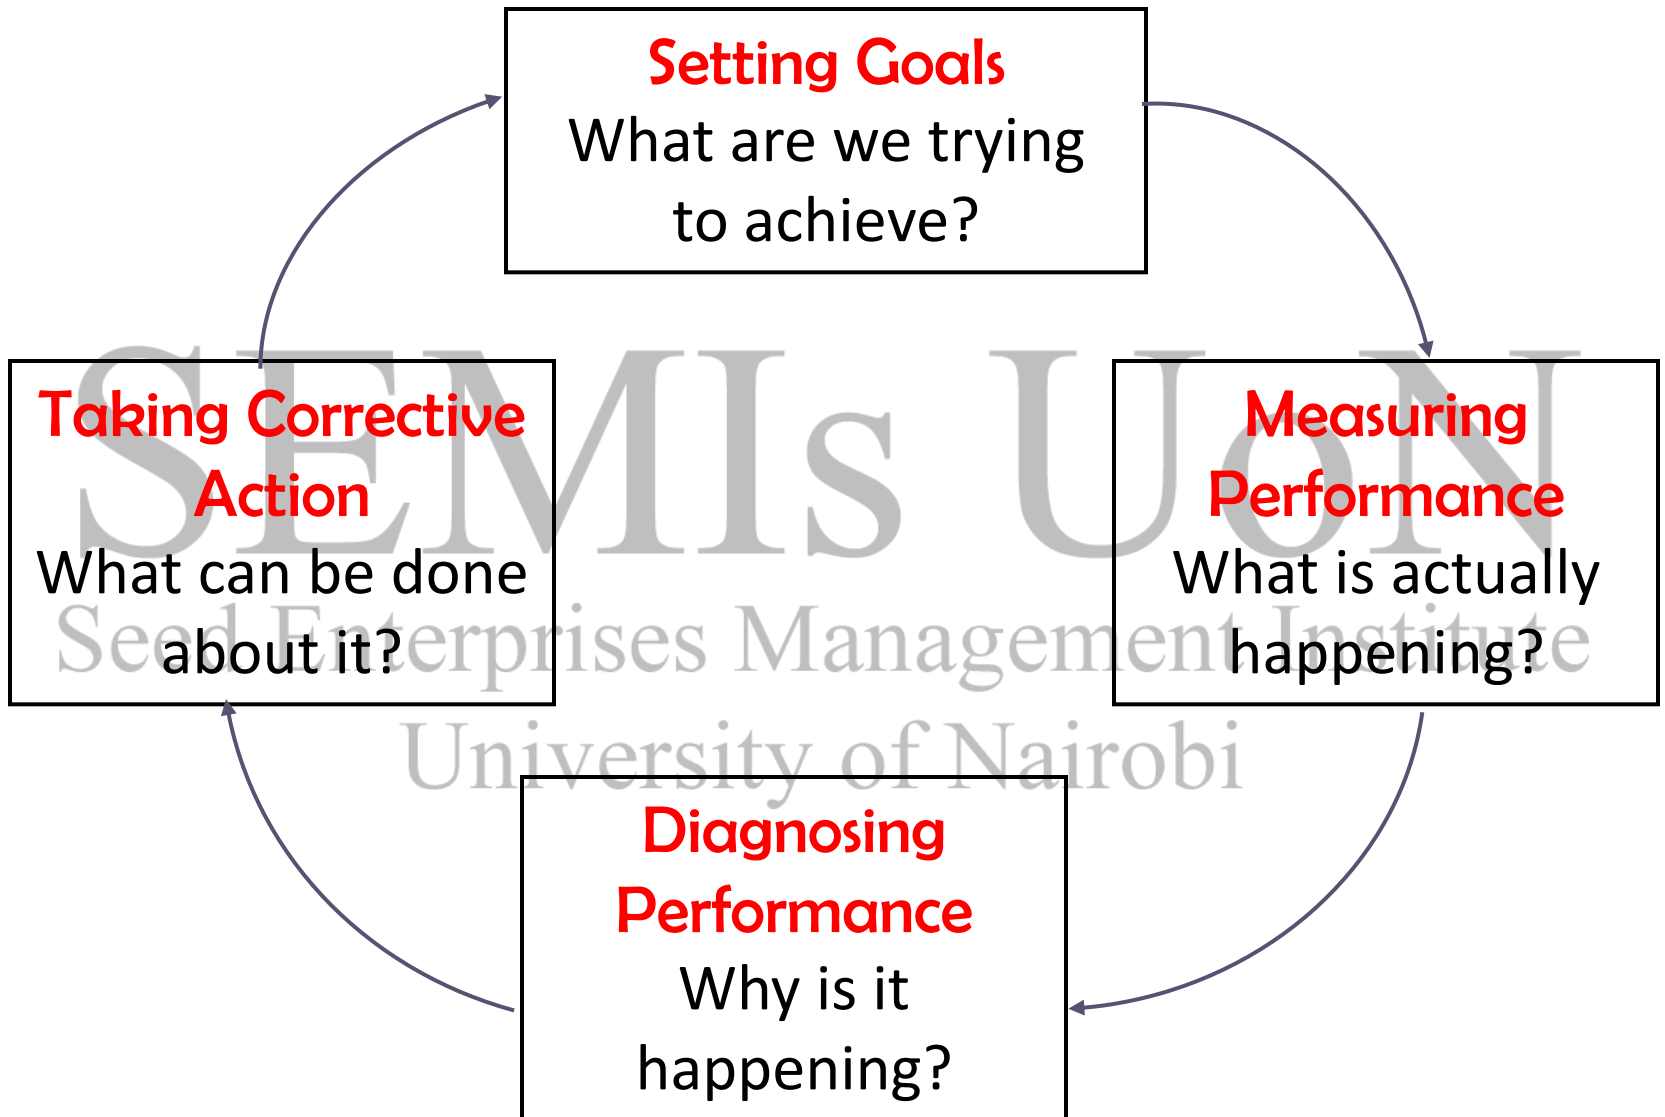 Setting Goals
What are we trying
to achieve?
Taking Corrective
Action
What can be done
about it?
Measuring
Performance
What is actually
happening?
Diagnosing
Performance
Why is it
happening?
SEMIs UoN
Seed Enterprises Management Institute
University of Nairobi